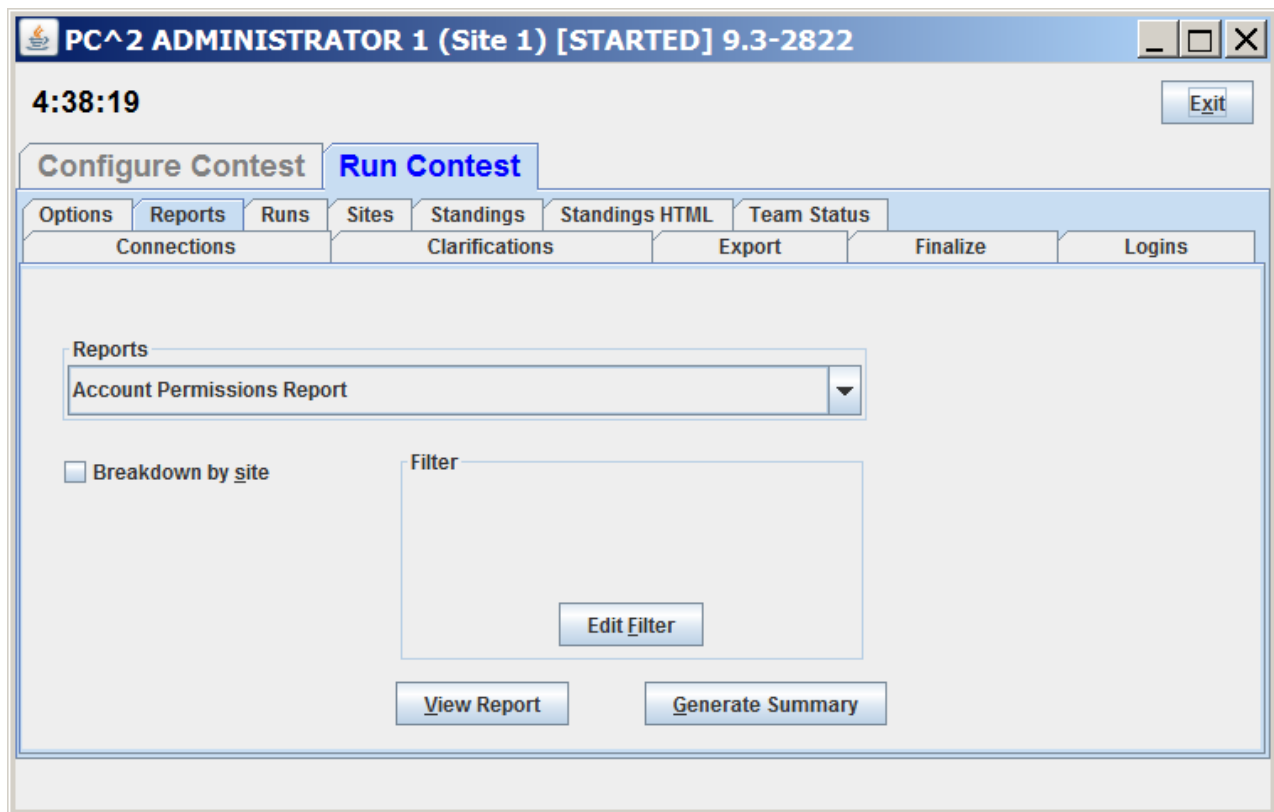 PC^2 ADMINISTRATOR 1 (Site 1) [STARTED] 9.3-2822
4:38:19
Exit
Configure Contest Run Contest
Options Reports Runs Sites Standings Standings HTML Team Status
Connections Clarifications Export Finalize Logins
Reports
Account Permissions Report
Breakdown by site
Filter
Edit Filter
View Report Generate Summary